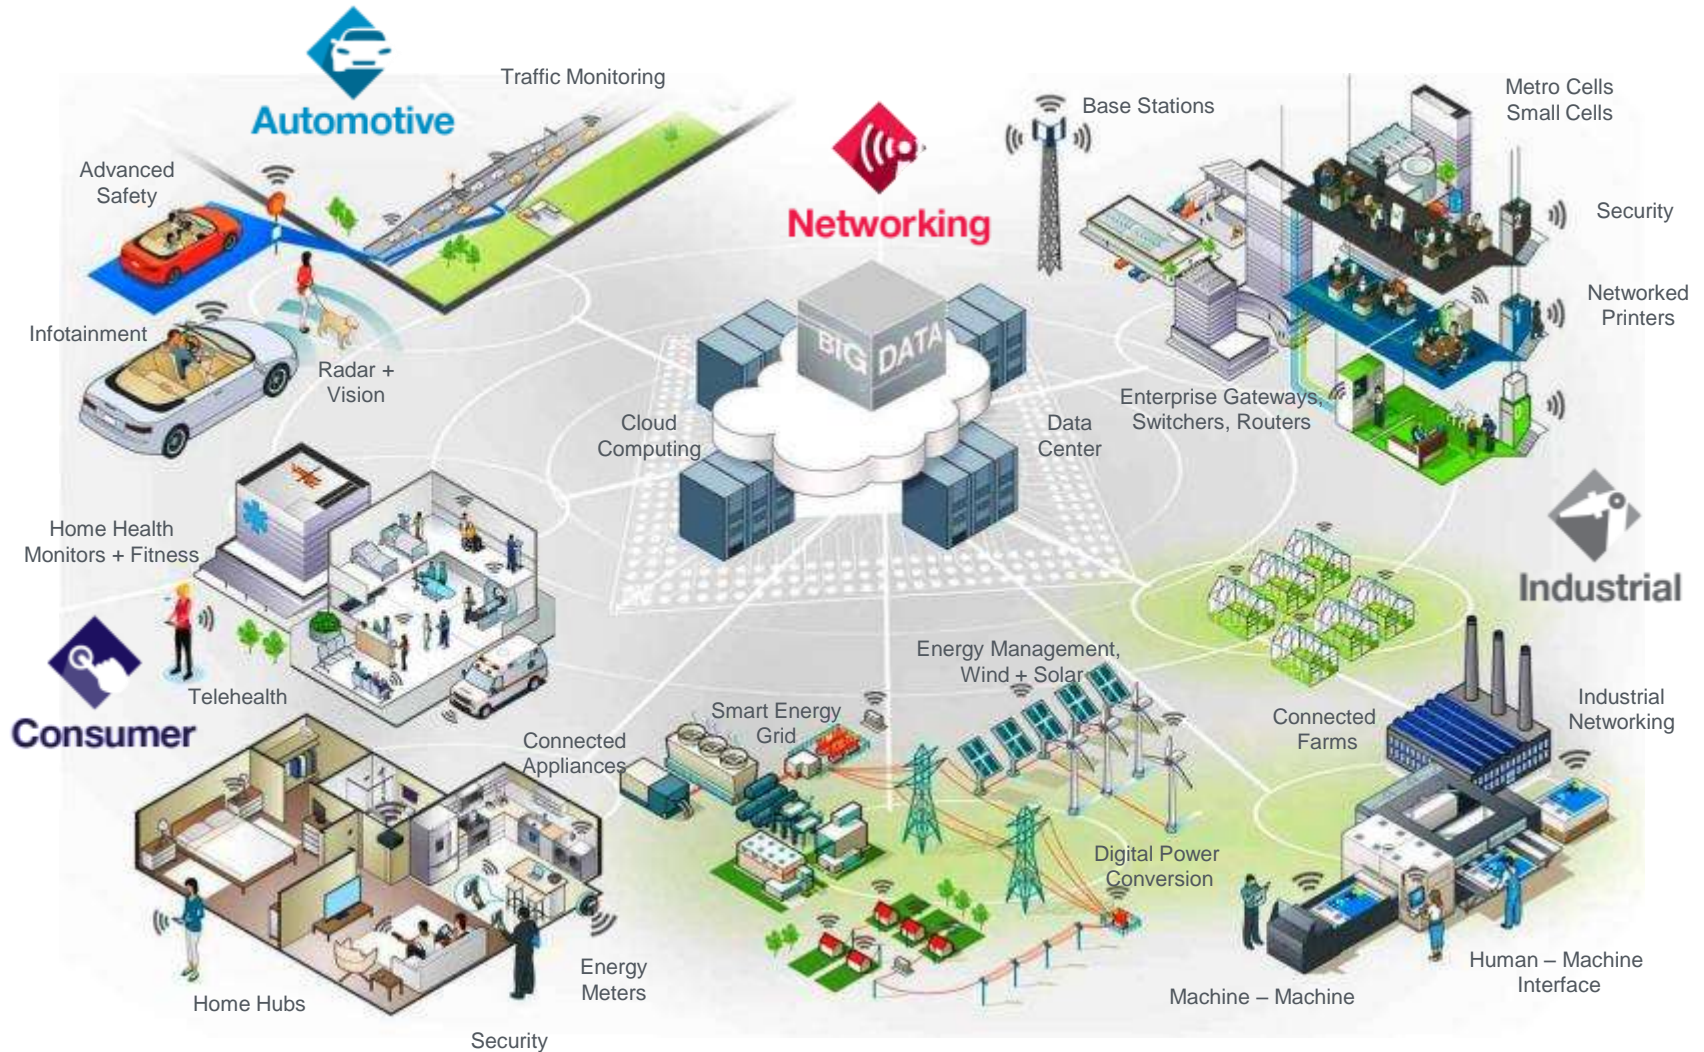 Traffic Monitoring
Automotive
Advanced
Safety
Infotainment
Radar +
Vision
Networking
Base Stations
Metro Cells
Small Cells
Security
Networked
Printers
Enterprise Gateways,
Switchers, Routers
BIG DATA
Cloud
Computing
Data
Center
Home Health
Monitors + Fitness
Telehealth
Consumer
Industrial
Energy Management,
Wind + Solar
Smart Energy
Grid
Connected
Appliances
Connected
Farms
Industrial
Networking
Digital Power
Conversion
Energy
Meters
Home Hubs
Security
Machine – Machine
Human – Machine
Interface